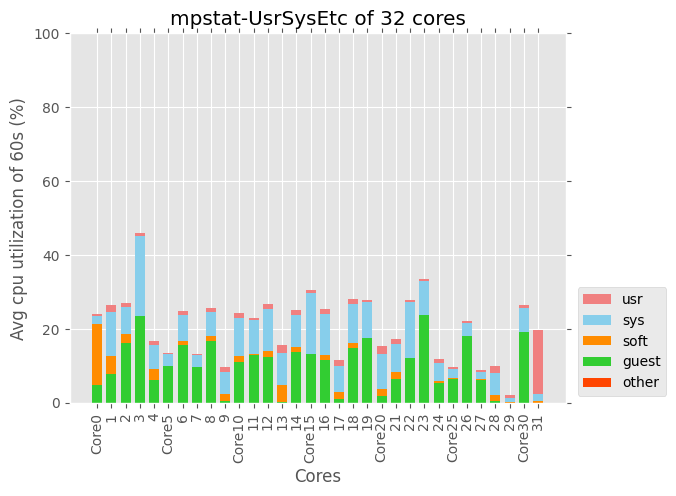 mpstat-UsrSysEtc of 32 cores
Avg cpu utilization of 60s (%)
100
80
60
40
20
0
Core0
1
2
3
4
Core5
6
7
8
9
Core10
11
12
13
14
Core15
16
17
18
19
Core20
21
22
23
24
Core25
26
27
28
29
Core30
31
Cores
usr
sys
soft
guest
other